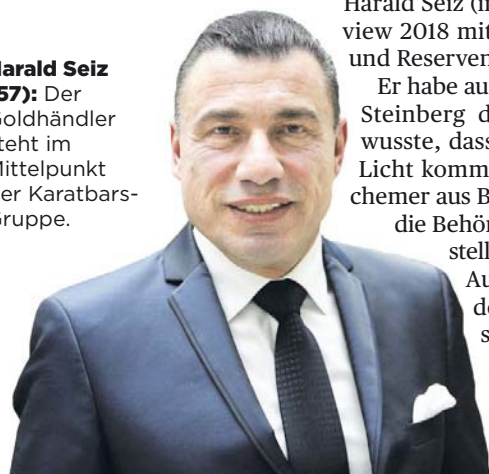 Harald Seiz
57): Der
Goldhändler
steht im
Mittelpunkt
der Karatbars-
Gruppe.
Harald Seiz (i
view 2018 mit
und Reserven
Er habe au
Steinberg d
wusste, dass
Licht komm
chemer aus B
die Behör
stell
Au
de
s